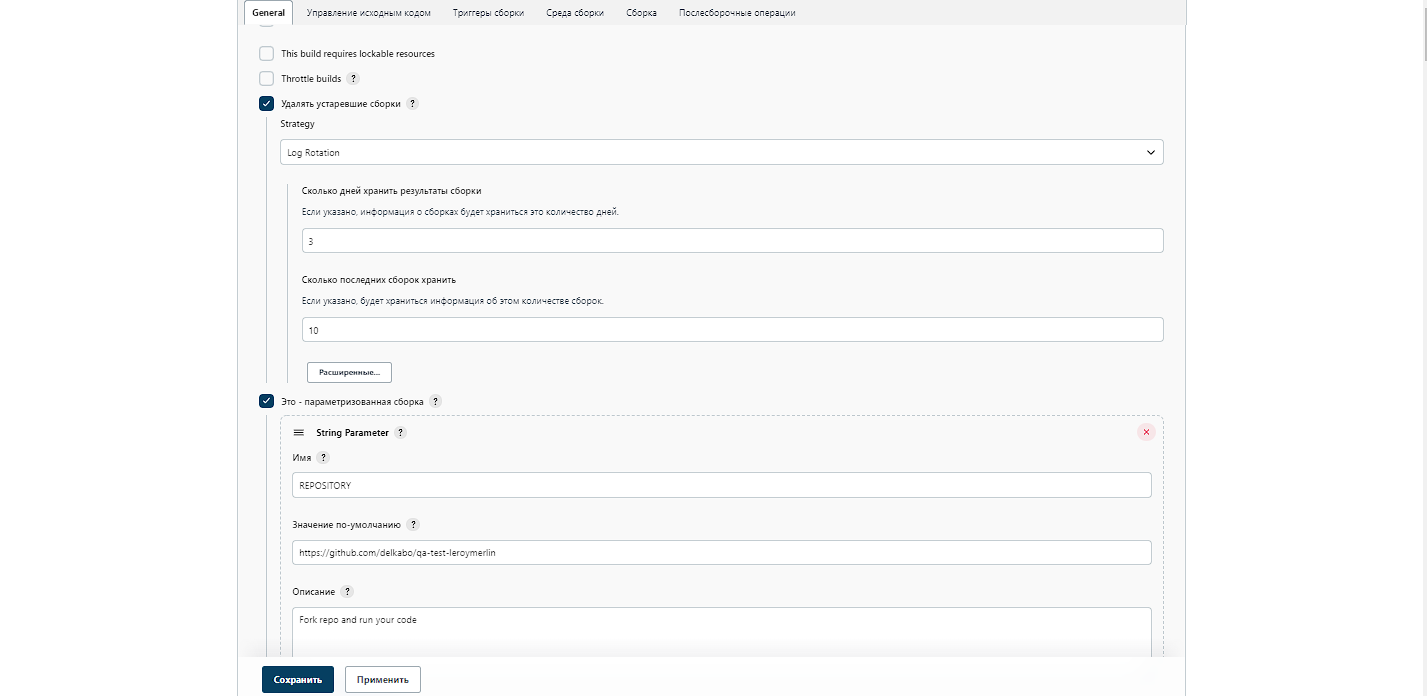 General Управление исходным кодом Триггеры сборки Среда сборки Сборка Послесборочные операции
This build requires lockable resources
Throttle builds ?
Удалять устаревшие сборки ?
Strategy
Log Rotation
Сколько дней хранить результаты сборки
Если указано, информация о сборках будет храниться это количество дней.
3
Сколько последних сборок хранить
Если указано, будет храниться информация об этом количестве сборок.
10
Расширенные...
Это - параметризованная сборка ?
String Parameter ?
Имя ?
REPOSITORY
Значение по-умолчанию ?
https://github.com/delkabo/qa-test-leroymerlin
Описание ?
Fork repo and run your code
Сохранить Применить